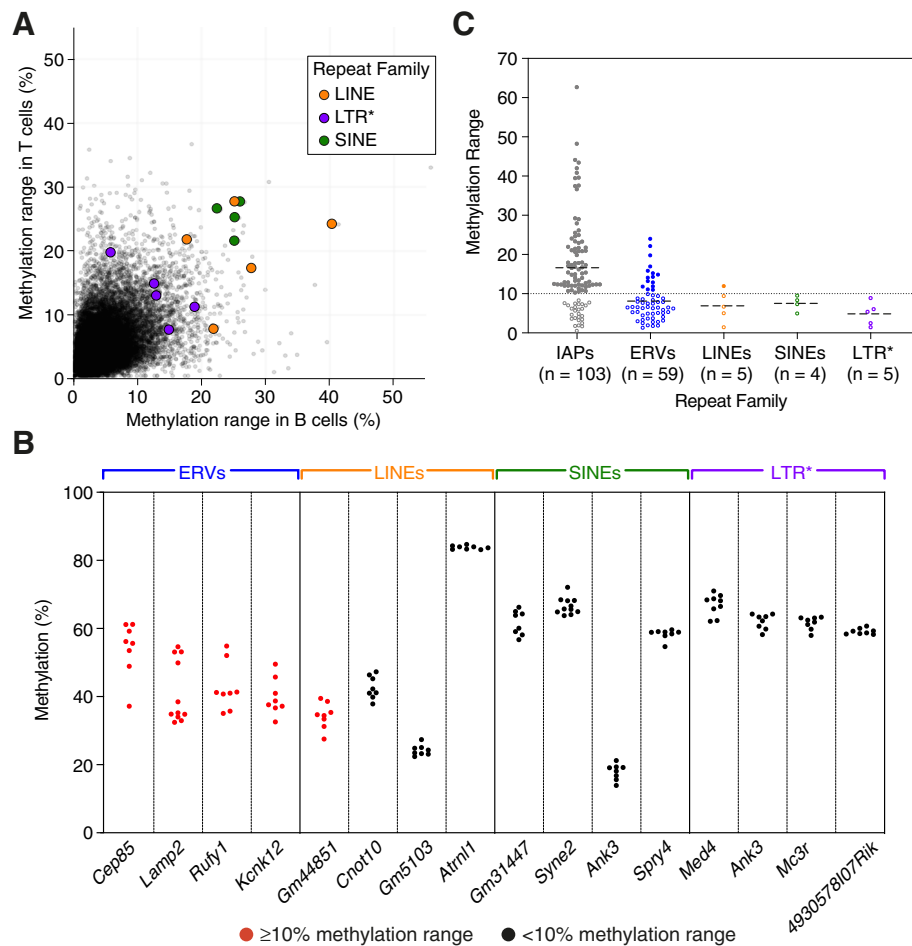 A
Methylation range in T cells (%)
50
40
30
20
10
0
0
10
20
30
40
50
Methylation range in B cells (%)
Repeat Family
LINE
LTR*
SINE
C
Methylation Range
70
60
50
40
30
20
10
0
IAPs ERVs LINEs SINEs LTR*
(n = 103) (n = 59) (n = 5) (n = 4) (n = 5)
Repeat Family
B
ERVs LINEs SINEs LTR*
Methylation (%)
100
80
60
40
20
0
Cep85
Lamp2
Rufy1
Kcnk12
Gm44851
Cnot10
Gm5103
Atrnl1
Gm31447
Syne2
Ank3
Spry4
Med4
Ank3
Mc3r
4930578I07Rik
≥10% methylation range <10% methylation range